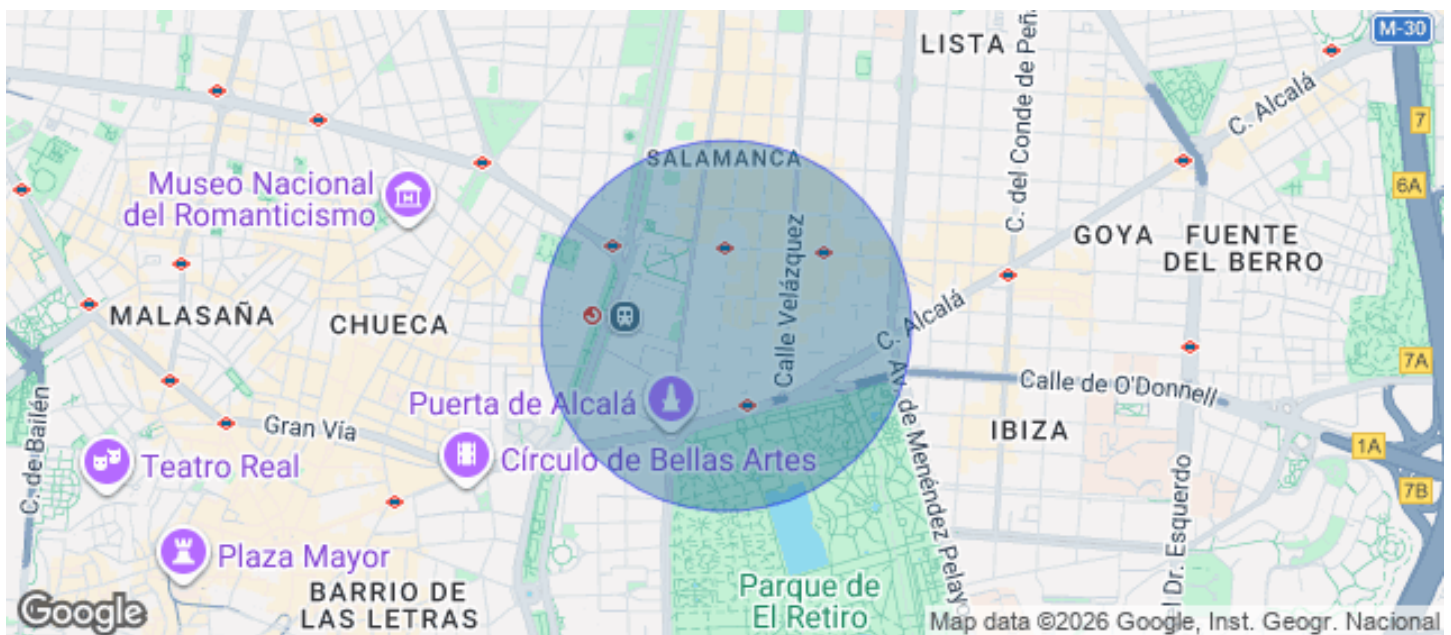 M-30
LISTA
C. del Conde de Peñ
C. Alcalá
7
SALAMANCA
6A
Museo Nacional
del Romanticismo
Calle Velázquez
GOYA
FUENTE
DEL BERRO
MALASAÑA
CHUECA
C. Alcalá
7A
Calle de O'Donnell
Puerta de Alcalá
Av. de Menéndez Pelayo
IBIZA
Gran Vía
C. de Bailén
1A
Teatro Real
Círculo de Bellas Artes
7B
Plaza Mayor
el Dr. Esquerdo
BARRIO DE
LAS LETRAS
Parque de
El Retiro
Google
Map data ©2026 Google, Inst. Geogr. Nacional